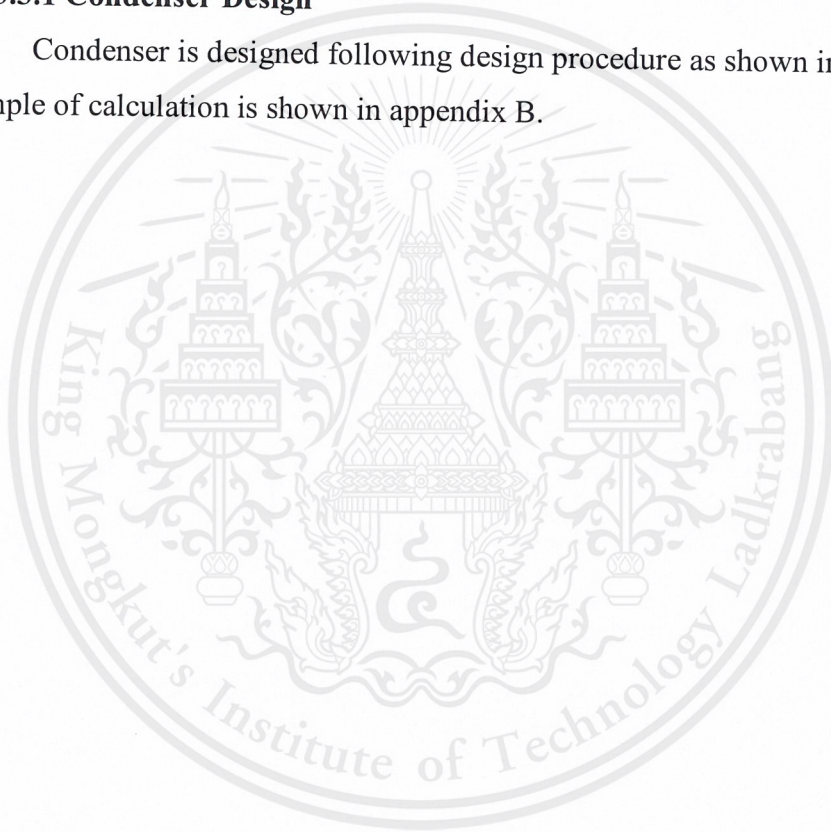 Condenser Design
Condenser is designed following design procedure as shown in
of calculation is shown in appendix B.
King Mongkut's Institute of Technology Ladkrabang